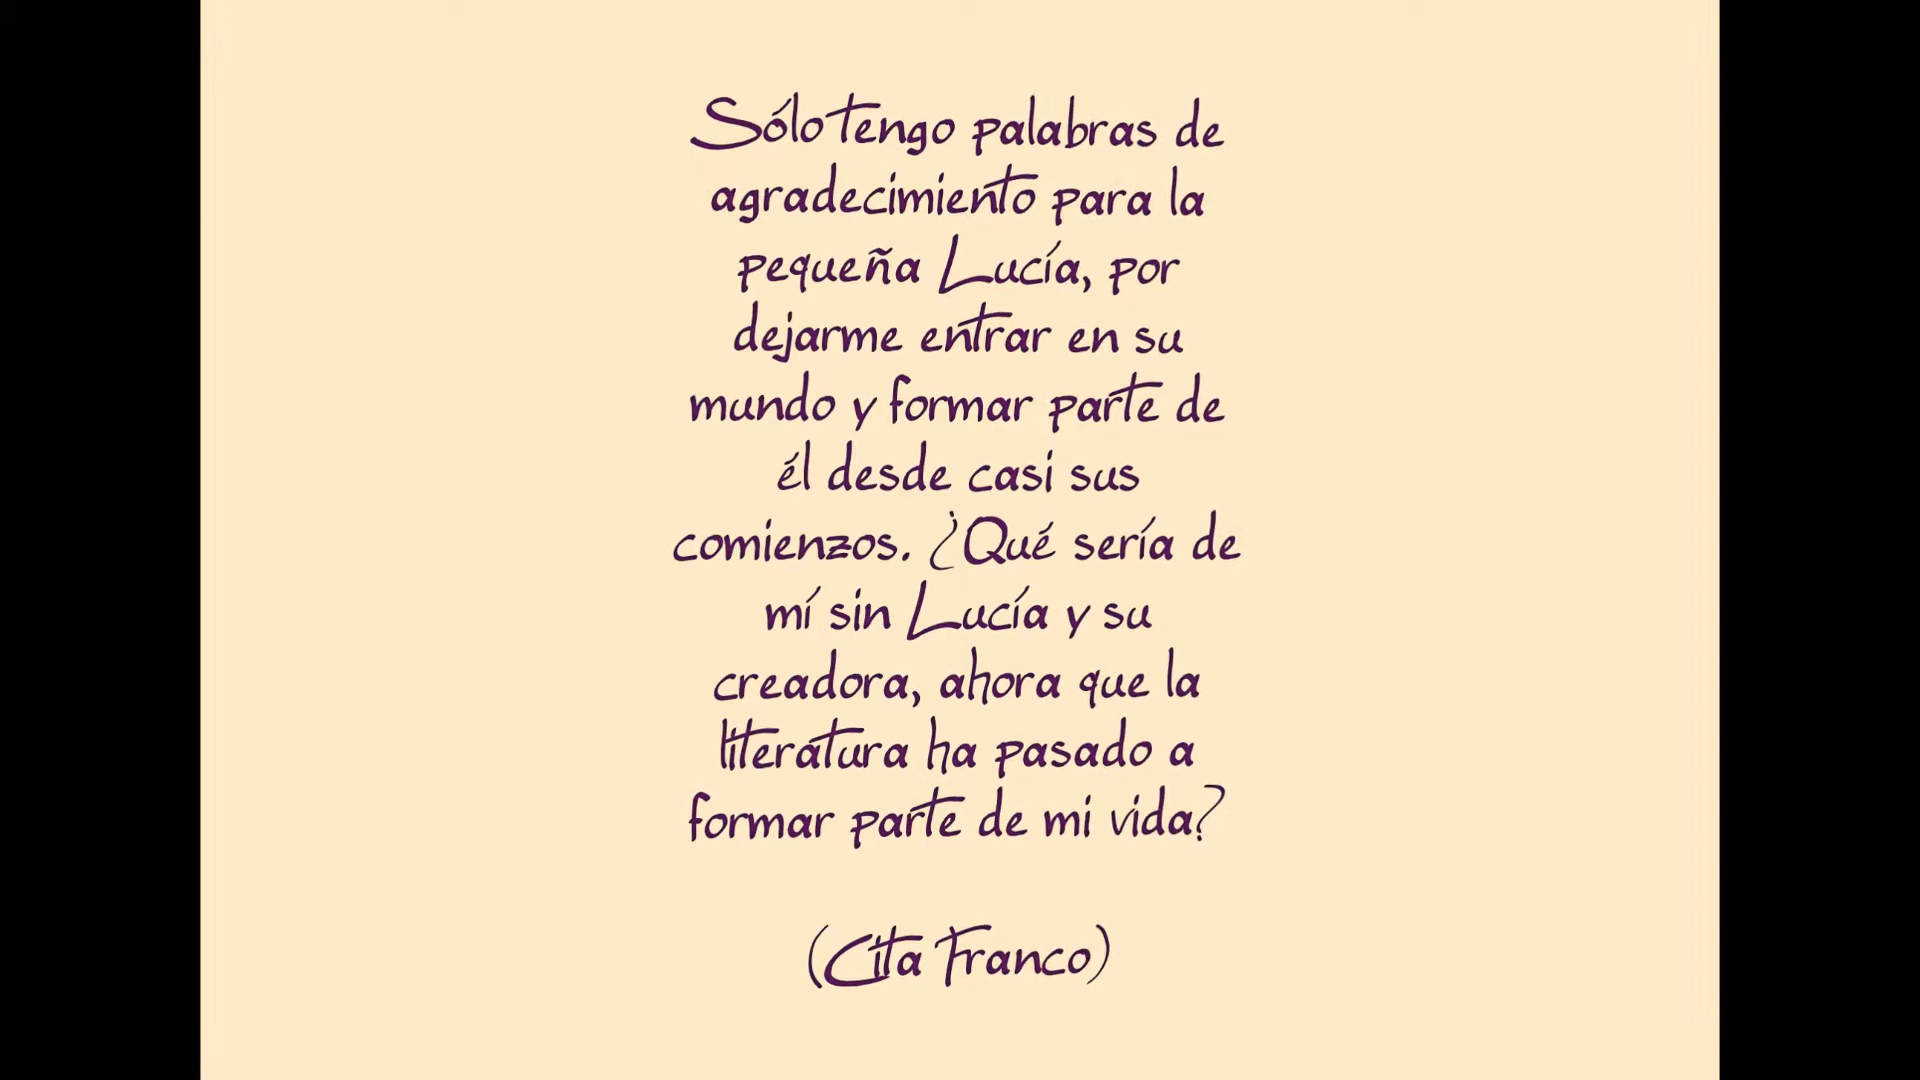 Sólo tengo palabras de
agradecimiento para la
pequeña Lucía, por
dejarme entrar en su
mundo y formar parte de
él desde casi sus
comienzos. ¿Qué sería de
mí sin Lucía y su
creadora, ahora que la
literatura ha pasado a
formar parte de mi vida?
(Cita Franco)